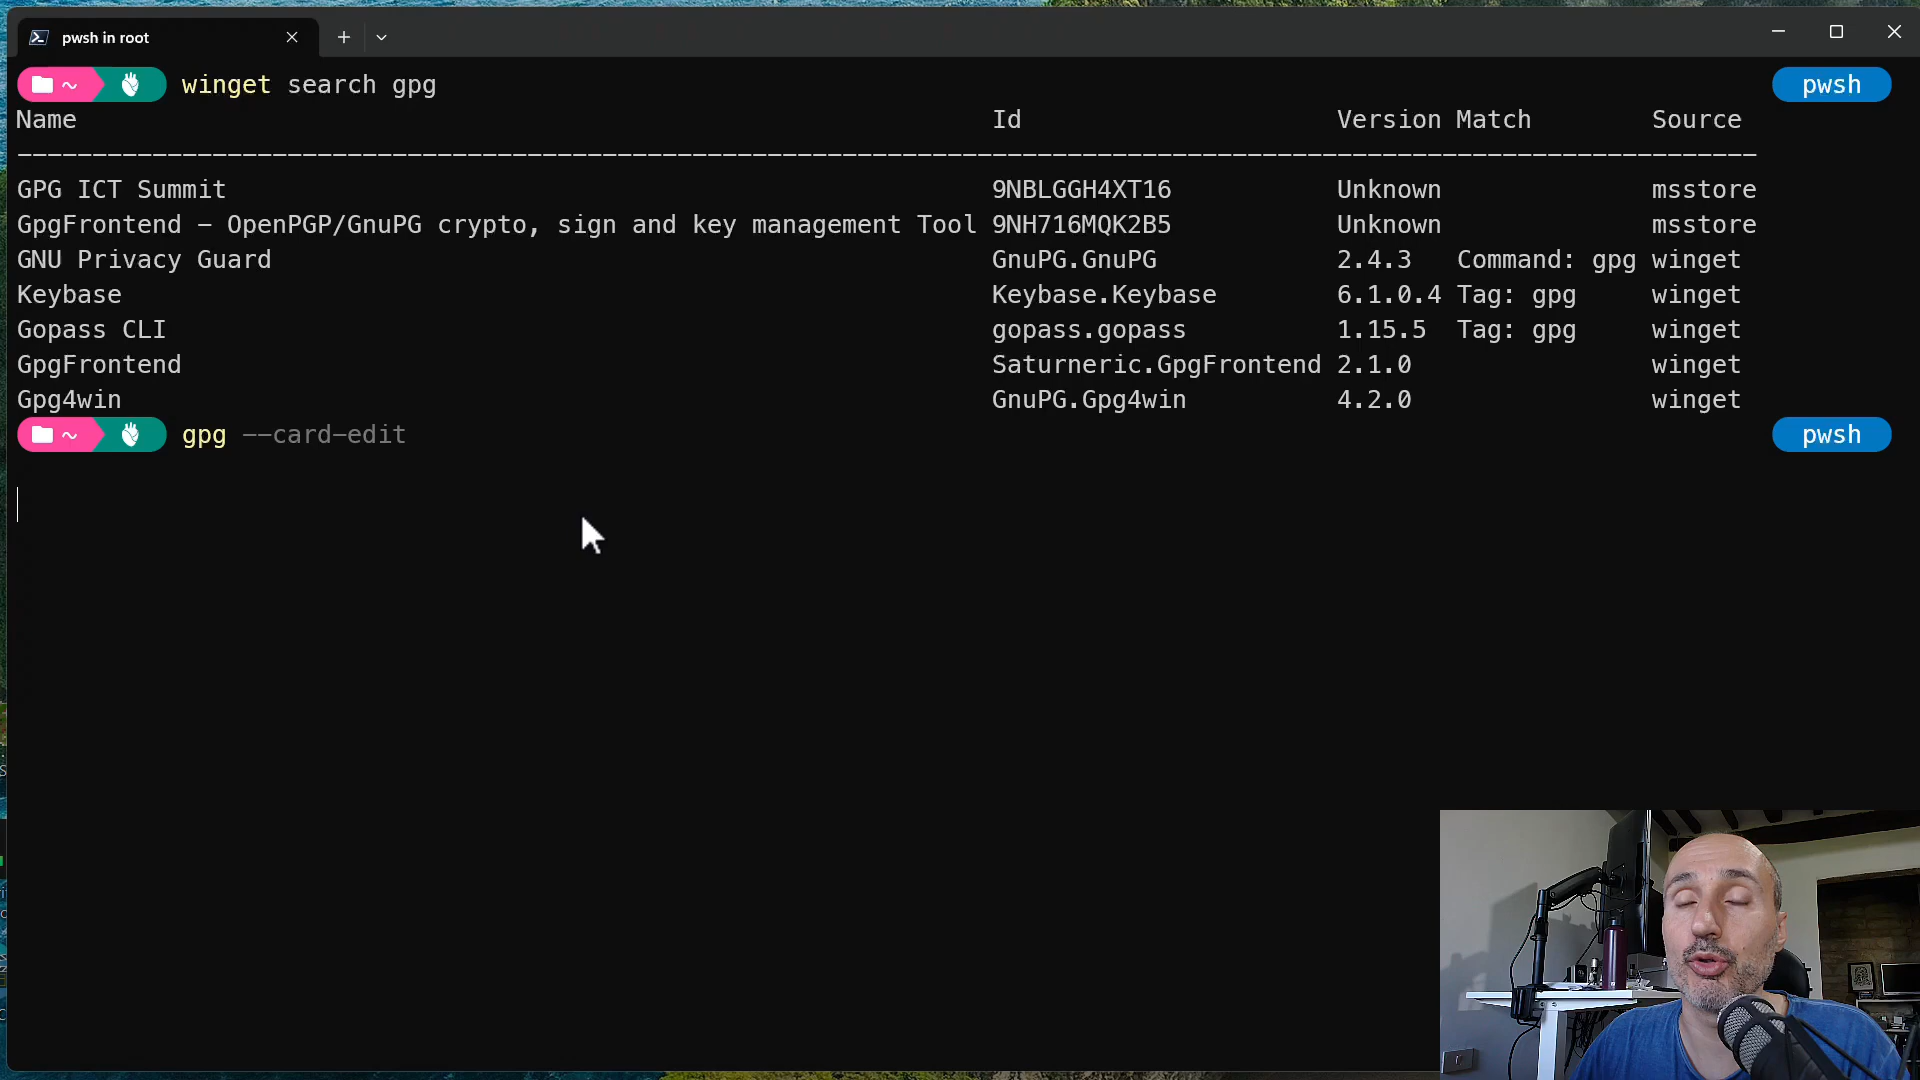 pwsh in root
~ winget search gpg pwsh
Name Id Version Match Source
GPG ICT Summit 9NBLGGH4XT16 Unknown msstore
GpgFrontend - OpenPGP/GnuPG crypto, sign and key management Tool 9NH716MQK2B5 Unknown msstore
GNU Privacy Guard GnuPG.GnuPG 2.4.3 Command: gpg winget
Keybase Keybase.Keybase 6.1.0.4 Tag: gpg winget
Gopass CLI gopass.gopass 1.15.5 Tag: gpg winget
GpgFrontend Saturneric.GpgFrontend 2.1.0 winget
Gpg4win GnuPG.Gpg4win 4.2.0 winget
~ gpg --card-edit pwsh